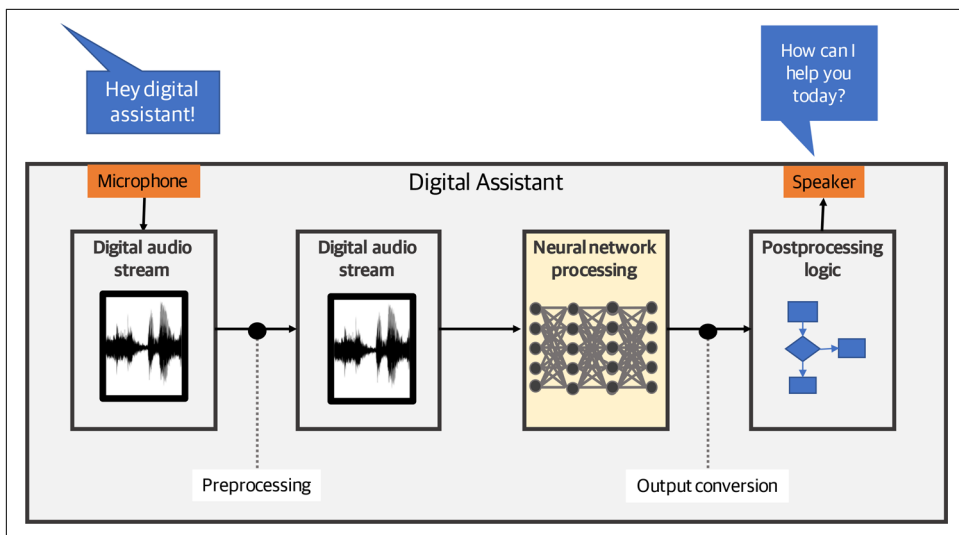 Hey digital
assistant!
How can I
help you
today?
Microphone
Digital Assistant
Speaker
Digital audio
stream
Digital audio
stream
Neural network
processing
Postprocessing
logic
Preprocessing
Output conversion